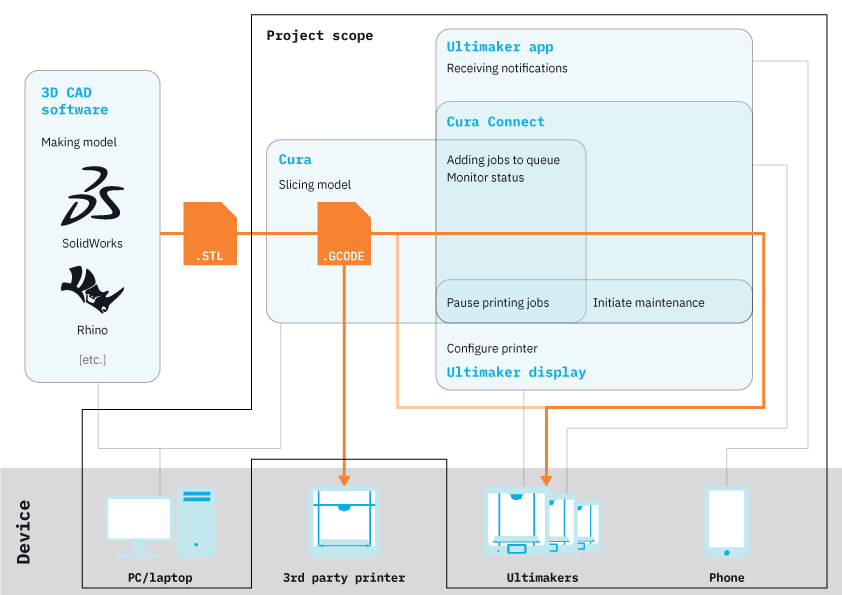 Project scope
Ultimaker app
Receiving notifications
3D CAD
software
Making model
SolidWorks
Rhino
[etc.]
.STL
Cura
Slicing model
.GCODE
Cura Connect
Adding jobs to queue
Monitor status
Pause printing jobs
Initiate maintenance
Configure printer
Ultimaker display
Device
PC/laptop
3rd party printer
Ultimakers
Phone